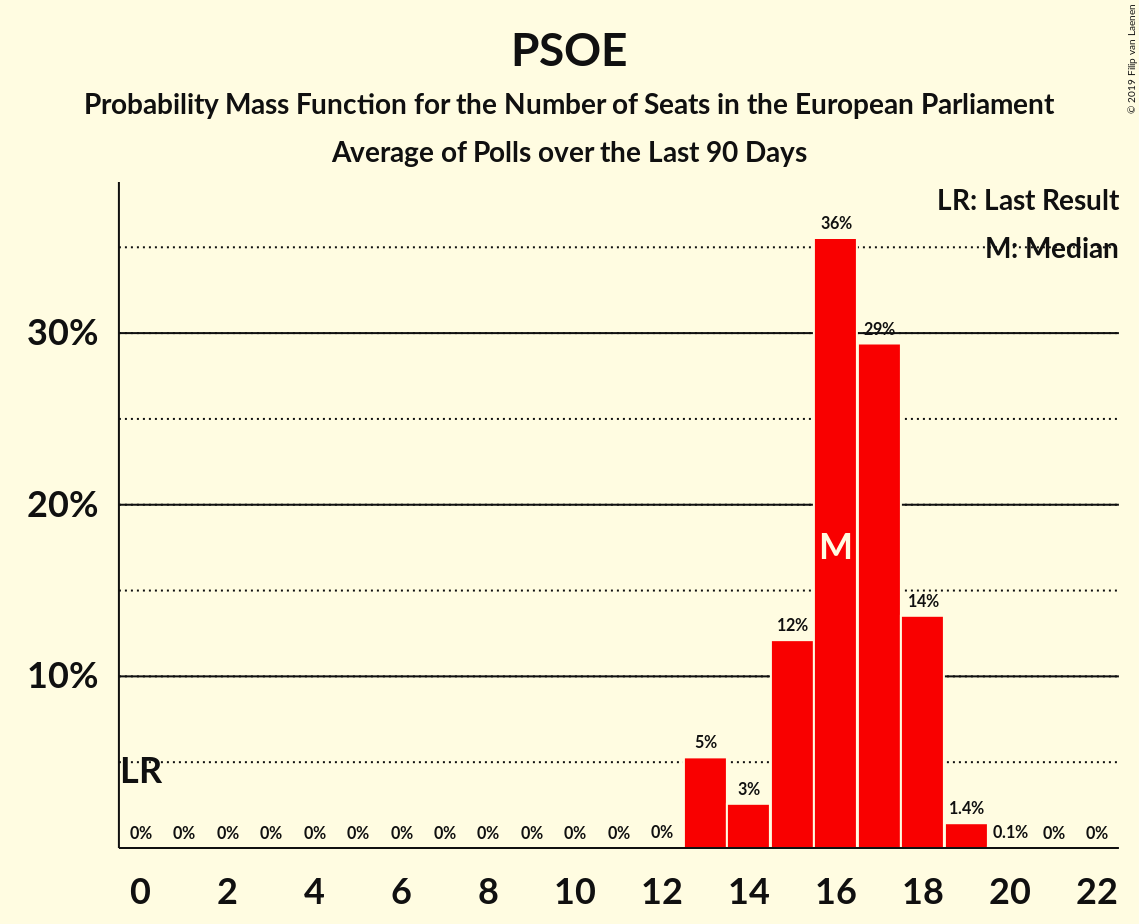 PSOE
Probability Mass Function for the Number of Seats in the European Parliament
Average of Polls over the Last 90 Days
© 2019 Filip van Laenen
LR: Last Result
M: Median
36%
30%
29%
20%
M
14%
12%
10%
5%
LR
3%
1.4%
0% 0% 0% 0% 0% 0% 0% 0% 0% 0% 0% 0% 0% 0.1% 0% 0%
0 2 4 6 8 10 12 14 16 18 20 22